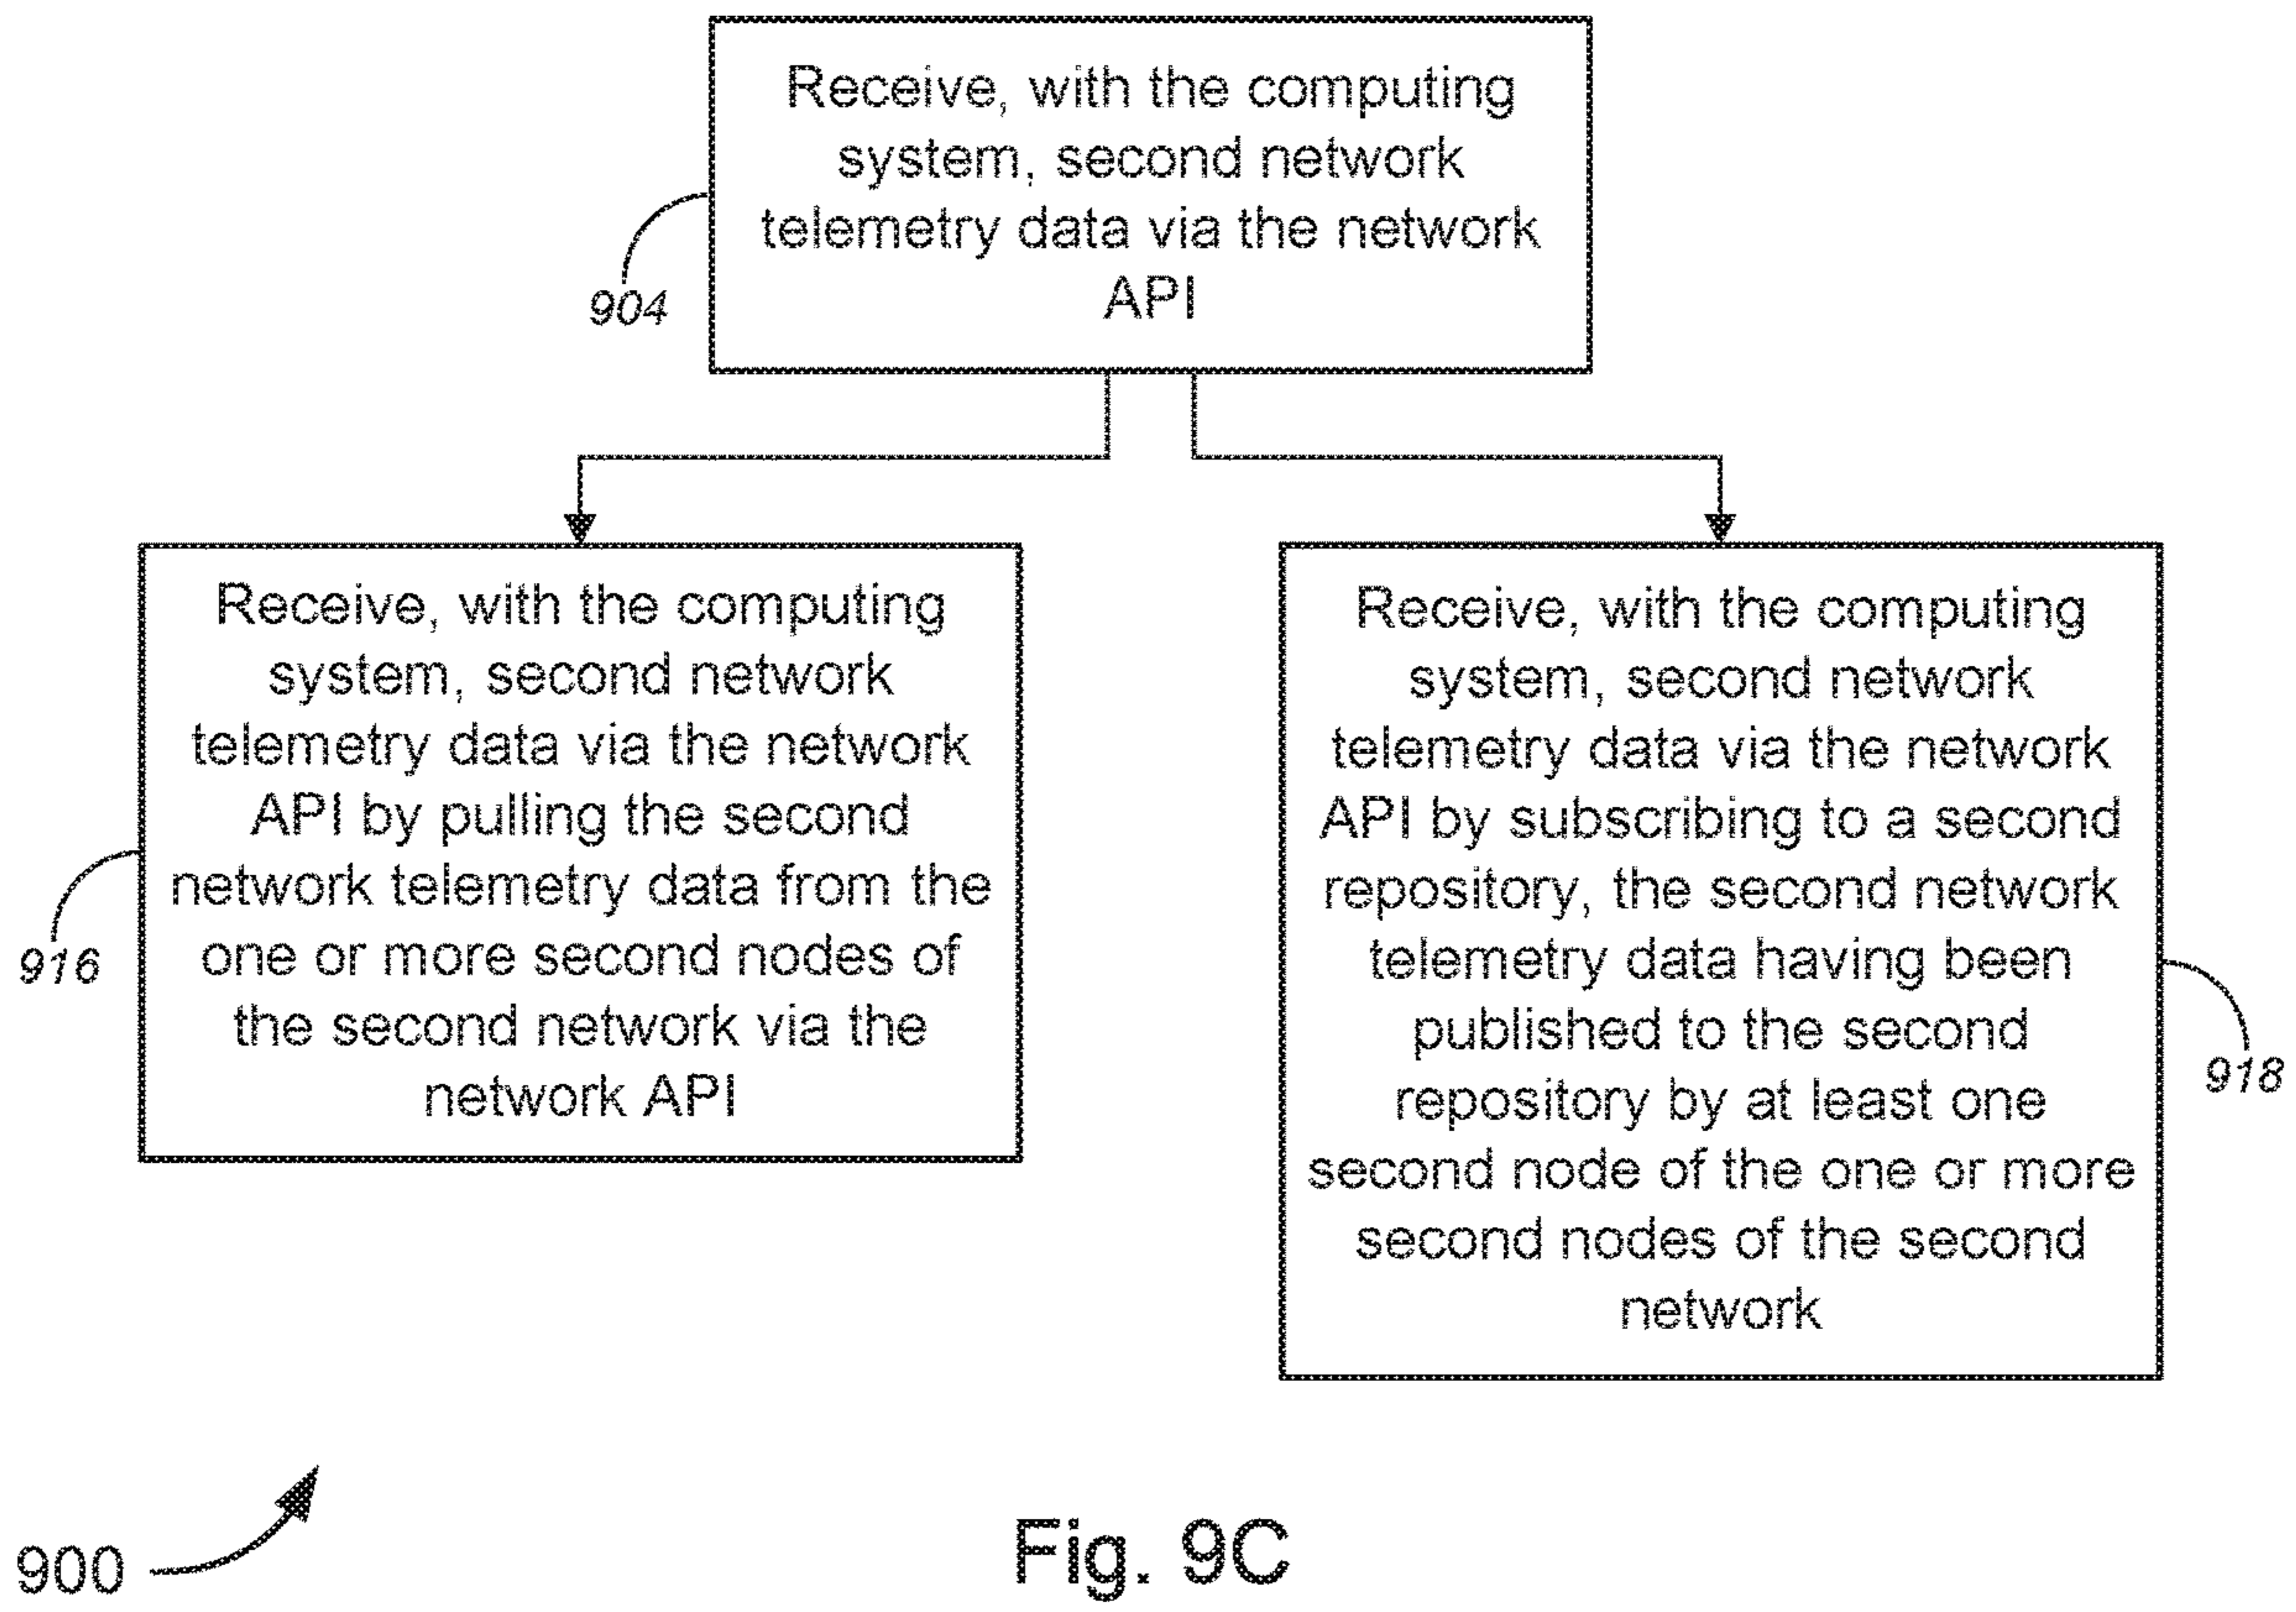 Receive, with the computing
system, second network
telemetry data via the network
API
904
Receive, with the computing
system, second network
telemetry data via the network
API by pulling the second
network telemetry data from the
one or more second nodes of
the second network via the
network API
916
Receive, with the computing
system, second network
telemetry data via the network
API by subscribing to a second
repository, the second network
telemetry data having been
published to the second
repository by at least one
second node of the one or more
second nodes of the second
network
918
900
Fig. 9C